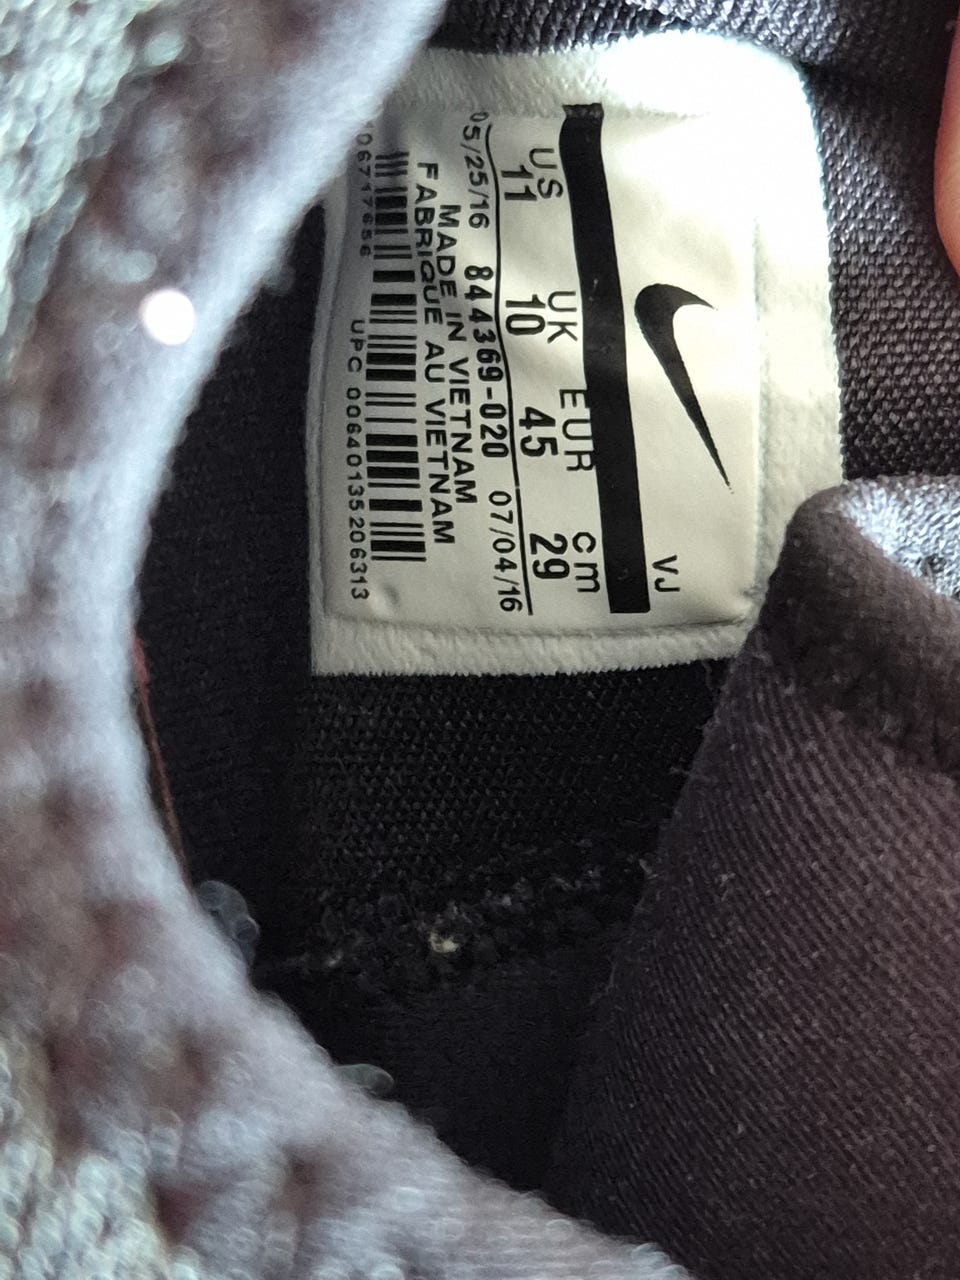 VJ
US UK EUR cm
11 10 45 29
05/25/16 844369-020 07/04/16
MADE IN VIETNAM
FABRIQUE AU VIETNAM
UPC 00640135206313